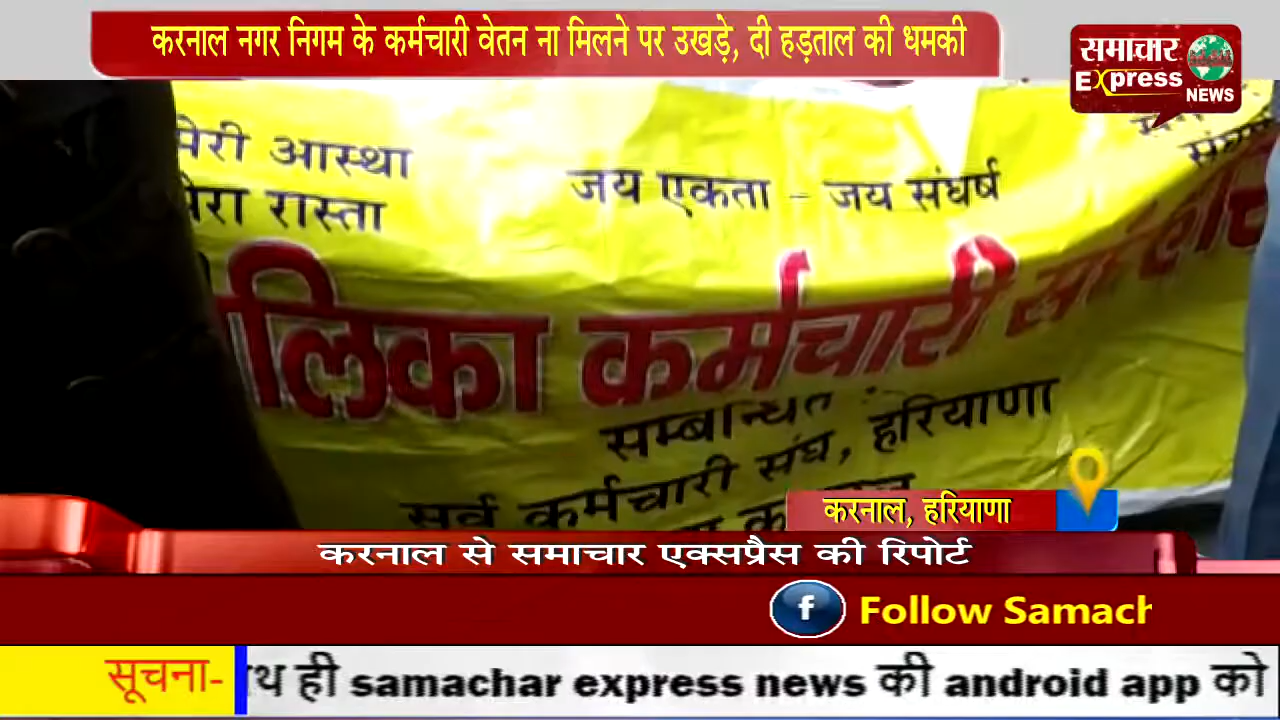 करनाल नगर निगम के कर्मचारी वेतन ना मिलने पर उखड़े, दी हड़ताल की धमकी
समाचार
Express
NEWS
मेरी आस्था
मेरा रास्ता
जय एकता - जय संघर्ष
लिका कर्मचारी
सम्बन्धित
सर्व कर्मचारी संघ, हरियाणा
करनाल, हरियाणा
करनाल से समाचार एक्सप्रैस की रिपोर्ट
f Follow Samach
सूचना- थ ही samachar express news की android app को